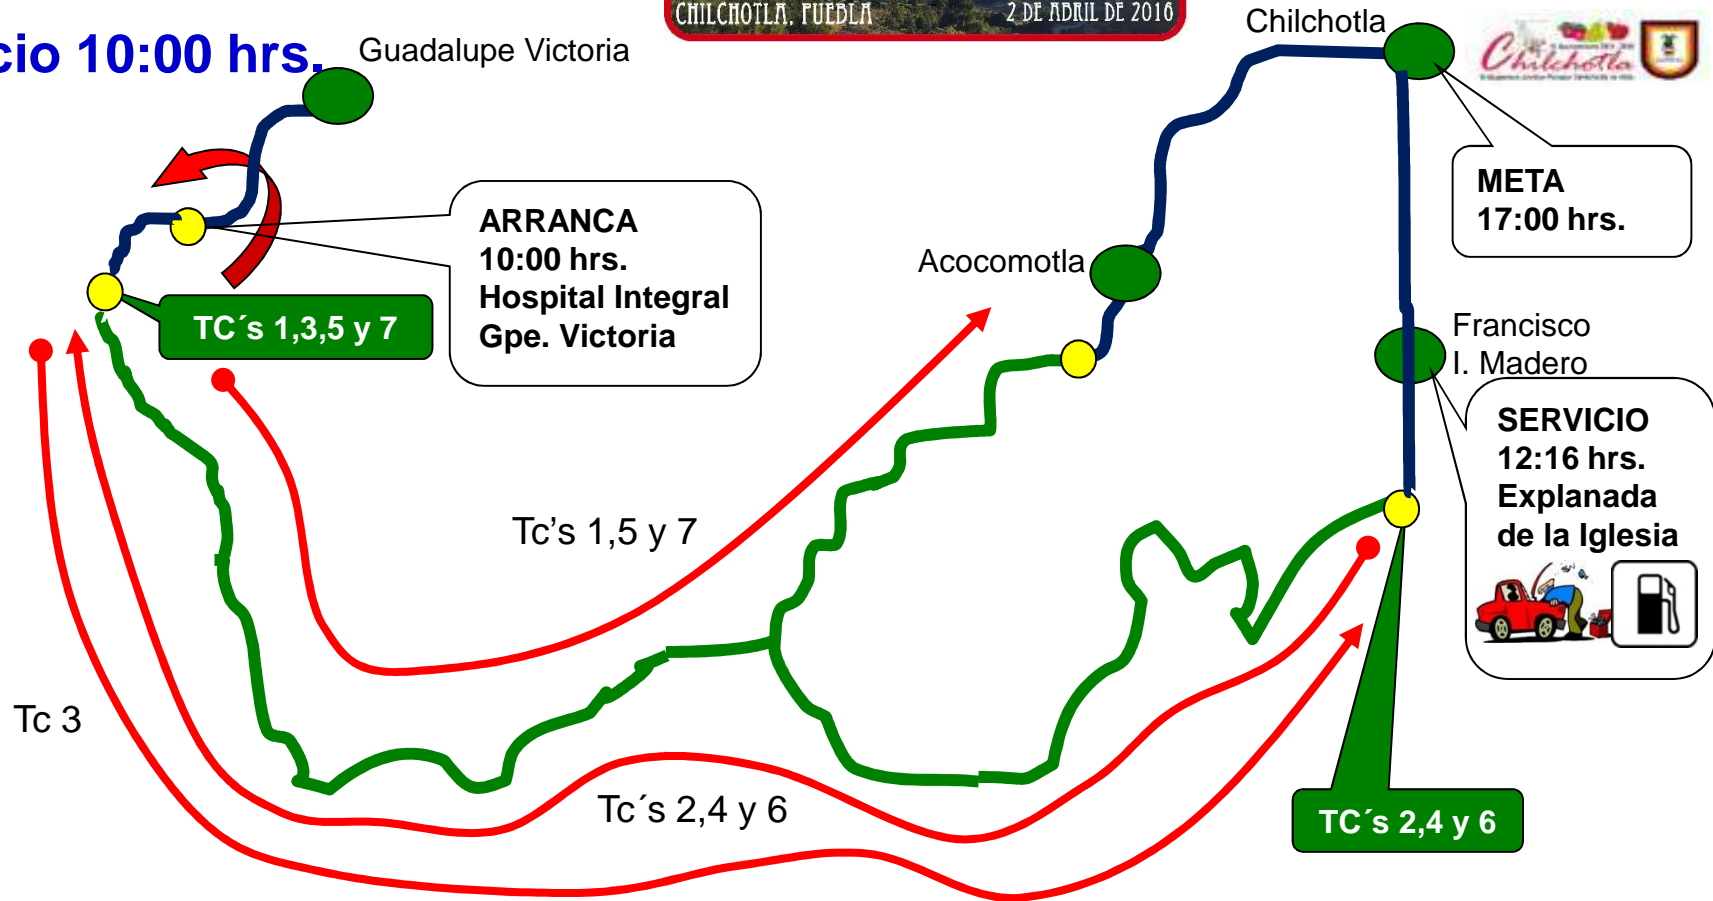 CHILCHOTLA, PUEBLA 2 DE ABRIL DE 2016
cio 10:00 hrs.
Guadalupe Victoria
Chilchotla
Chilchotla
META
17:00 hrs.
ARRANCA
10:00 hrs.
Hospital Integral
Gpe. Victoria
Acocomotla
TC´s 1,3,5 y 7
Francisco
I. Madero
SERVICIO
12:16 hrs.
Explanada
de la Iglesia
Tc’s 1,5 y 7
Tc 3
Tc´s 2,4 y 6
TC´s 2,4 y 6